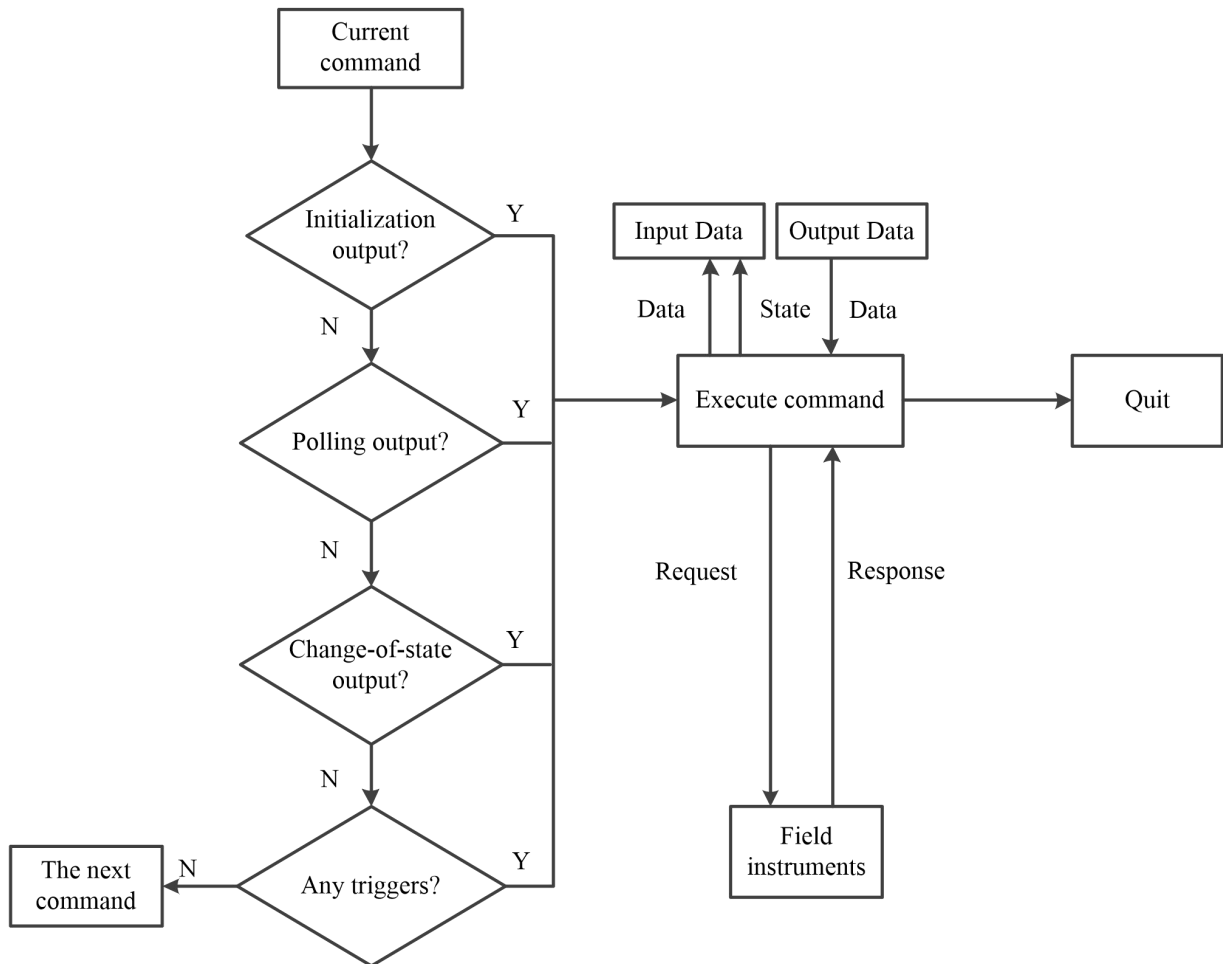 Current
command
Initialization
output?
Y
N
Polling output?
Y
N
Change-of-state
output?
Y
N
Any triggers?
Y
N
The next
command
Input Data
Output Data
Data
State
Data
Execute command
Quit
Request
Response
Field
instruments